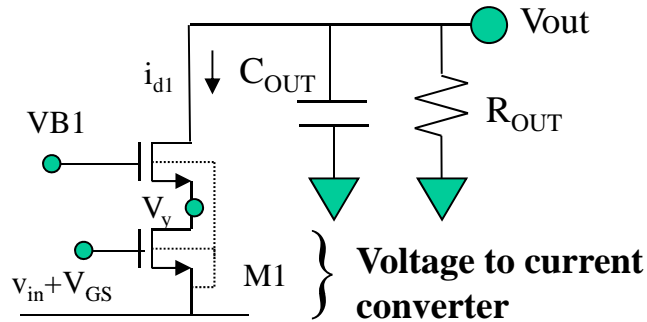 Vout
i_d1
C_OUT
R_OUT
VB1
V_y
v_in+V_GS
M1
Voltage to current
converter